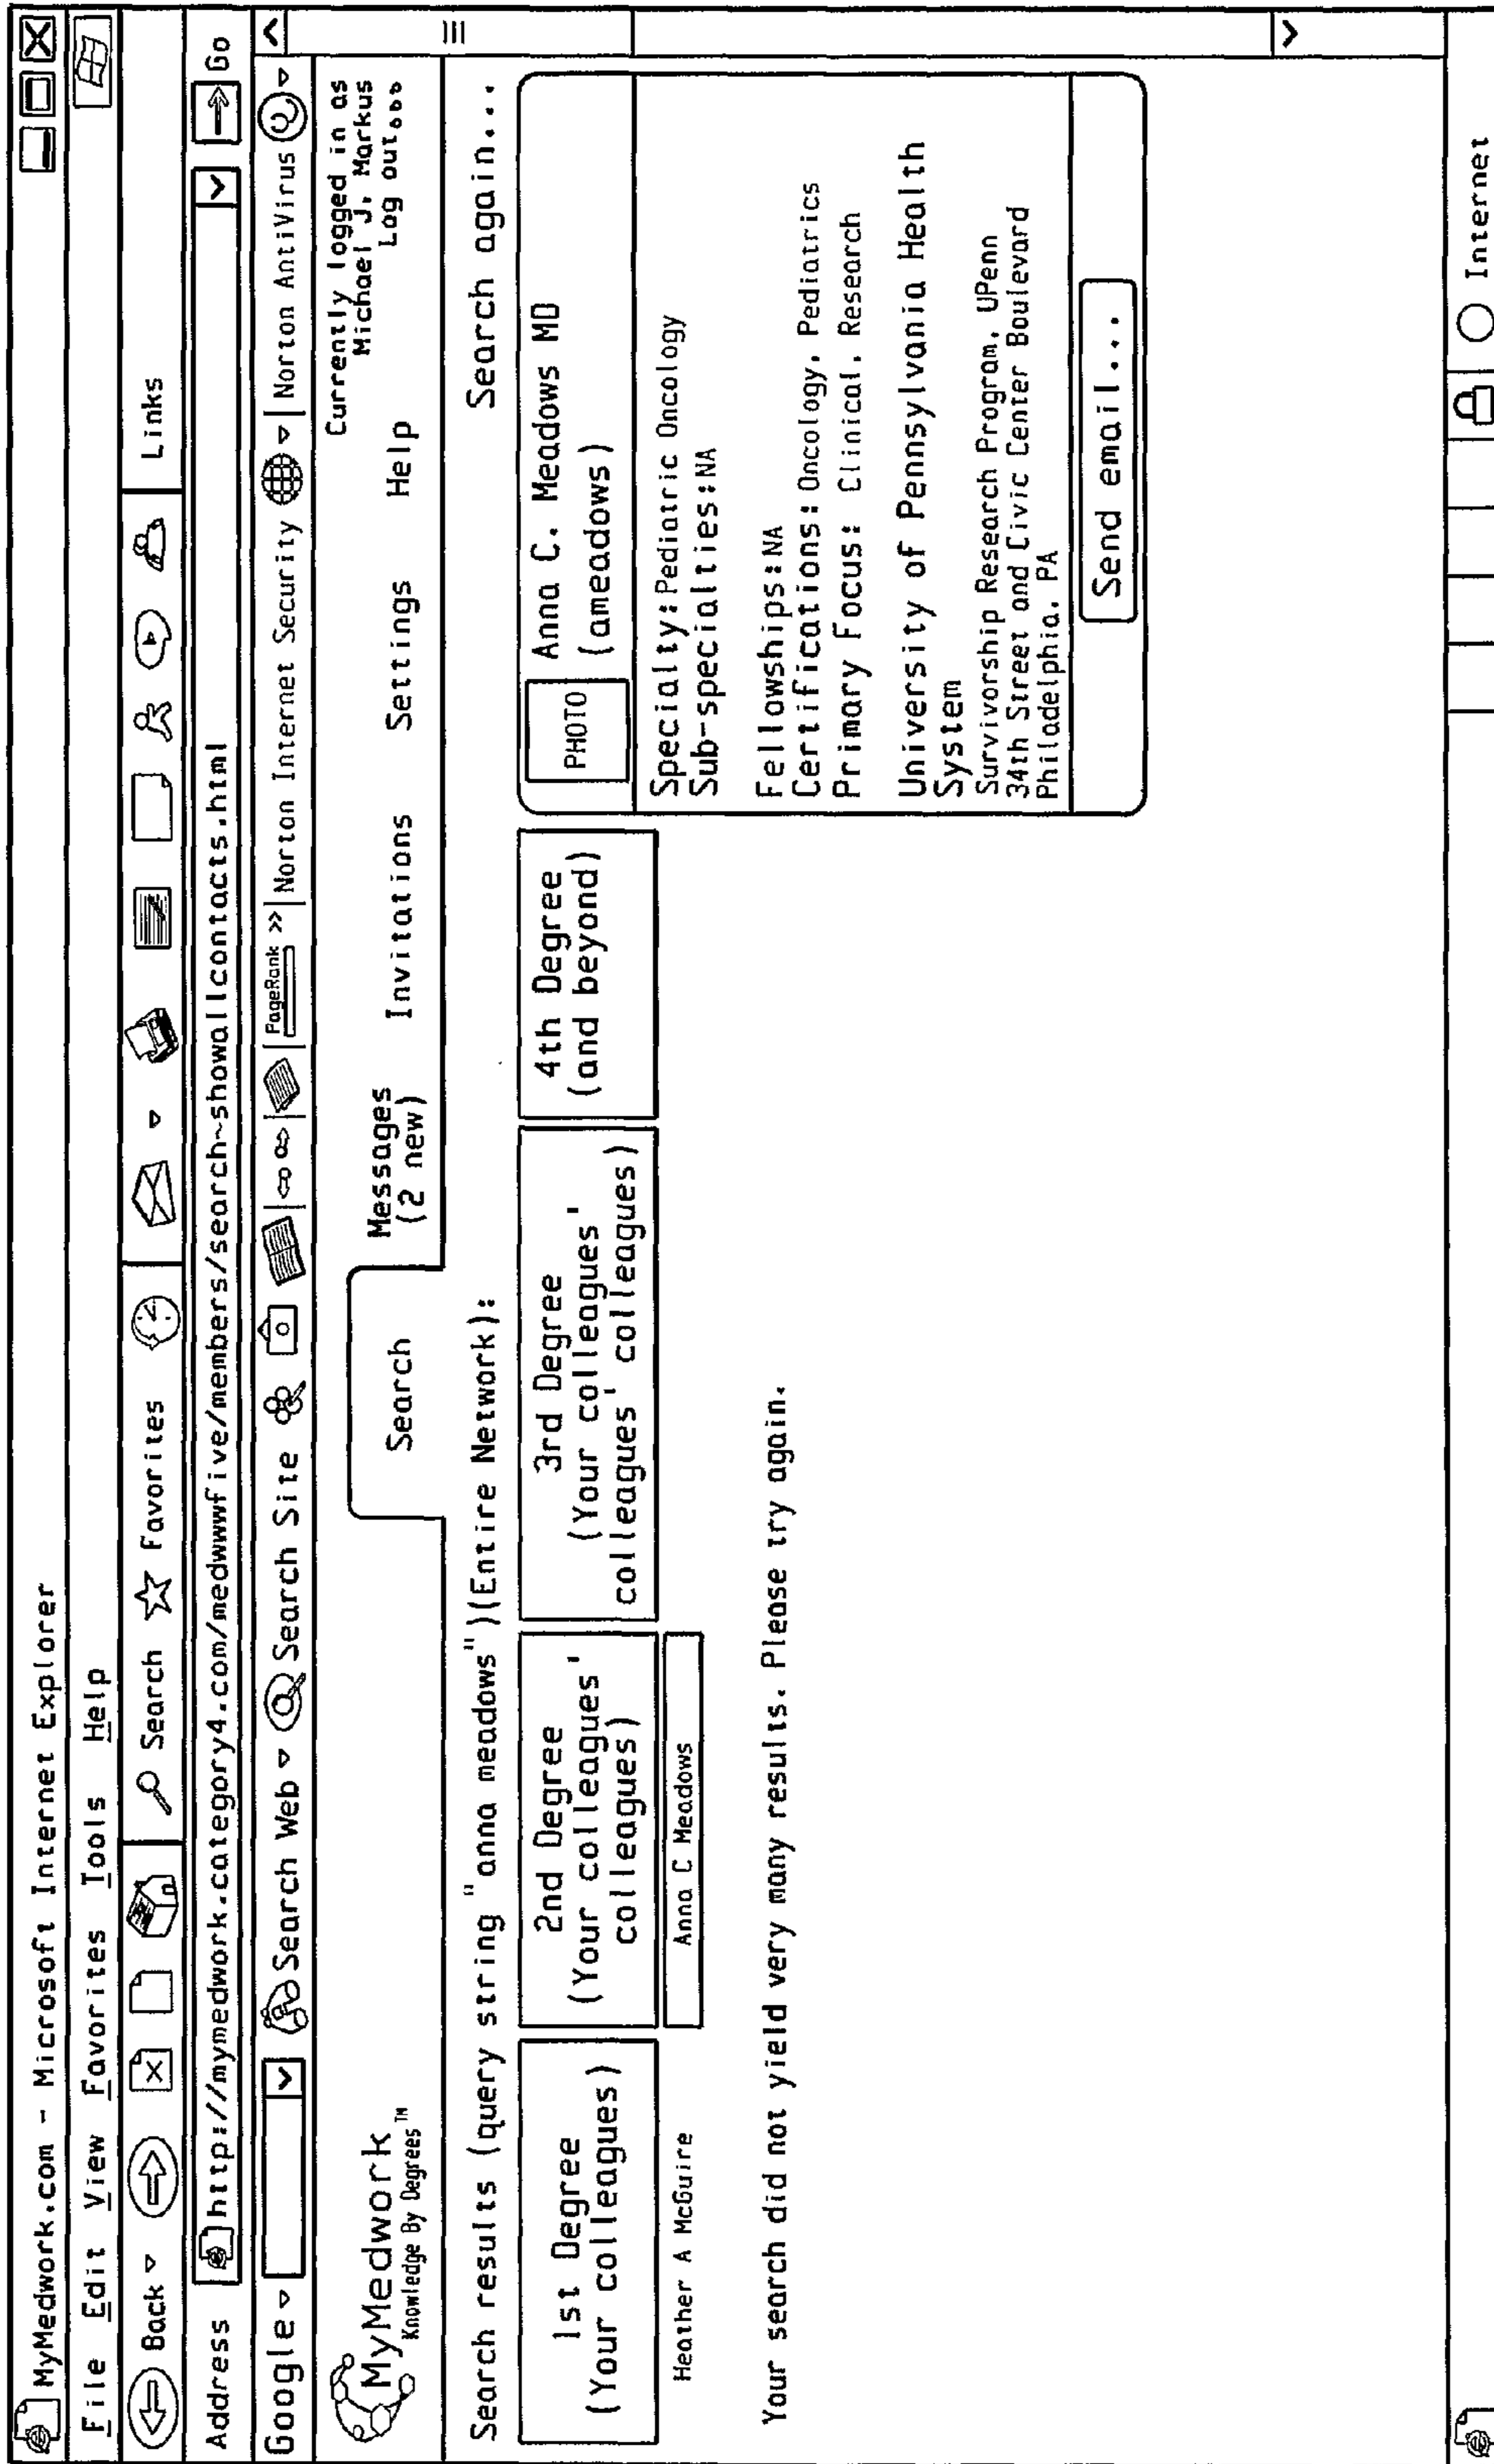 MyMedwork.com - Microsoft Internet Explorer
File Edit View Favorites Tools Help
Back Search Favorites Links
Address http://mymedwork.category4.com/medwwwfive/members/search~showallcontacts.html Go
Google Search Web Search Site PageRank >> Norton Internet Security Norton AntiVirus
MyMedwork
Knowledge By Degrees™
Search
Messages
(2 new)
Invitations
Settings
Help
Currently logged in as
Michael J. Markus
Log out...
Search results (query string "anna meadows")(Entire Network):
Search again...
1st Degree
(Your colleagues)
Heather A McGuire
2nd Degree
(Your colleagues'
colleagues)
Anna C Meadows
3rd Degree
(Your colleagues'
colleagues' colleagues)
4th Degree
(and beyond)
Your search did not yield very many results. Please try again.
PHOTO
Anna C. Meadows MD
(ameadows)
Specialty:Pediatric Oncology
Sub-specialties:NA
Fellowships:NA
Certifications:Oncology, Pediatrics
Primary Focus: Clinical, Research
University of Pennsylvania Health
System
Survivorship Research Program, UPenn
34th Street and Civic Center Boulevard
Philadelphia, PA
Send email...
Internet